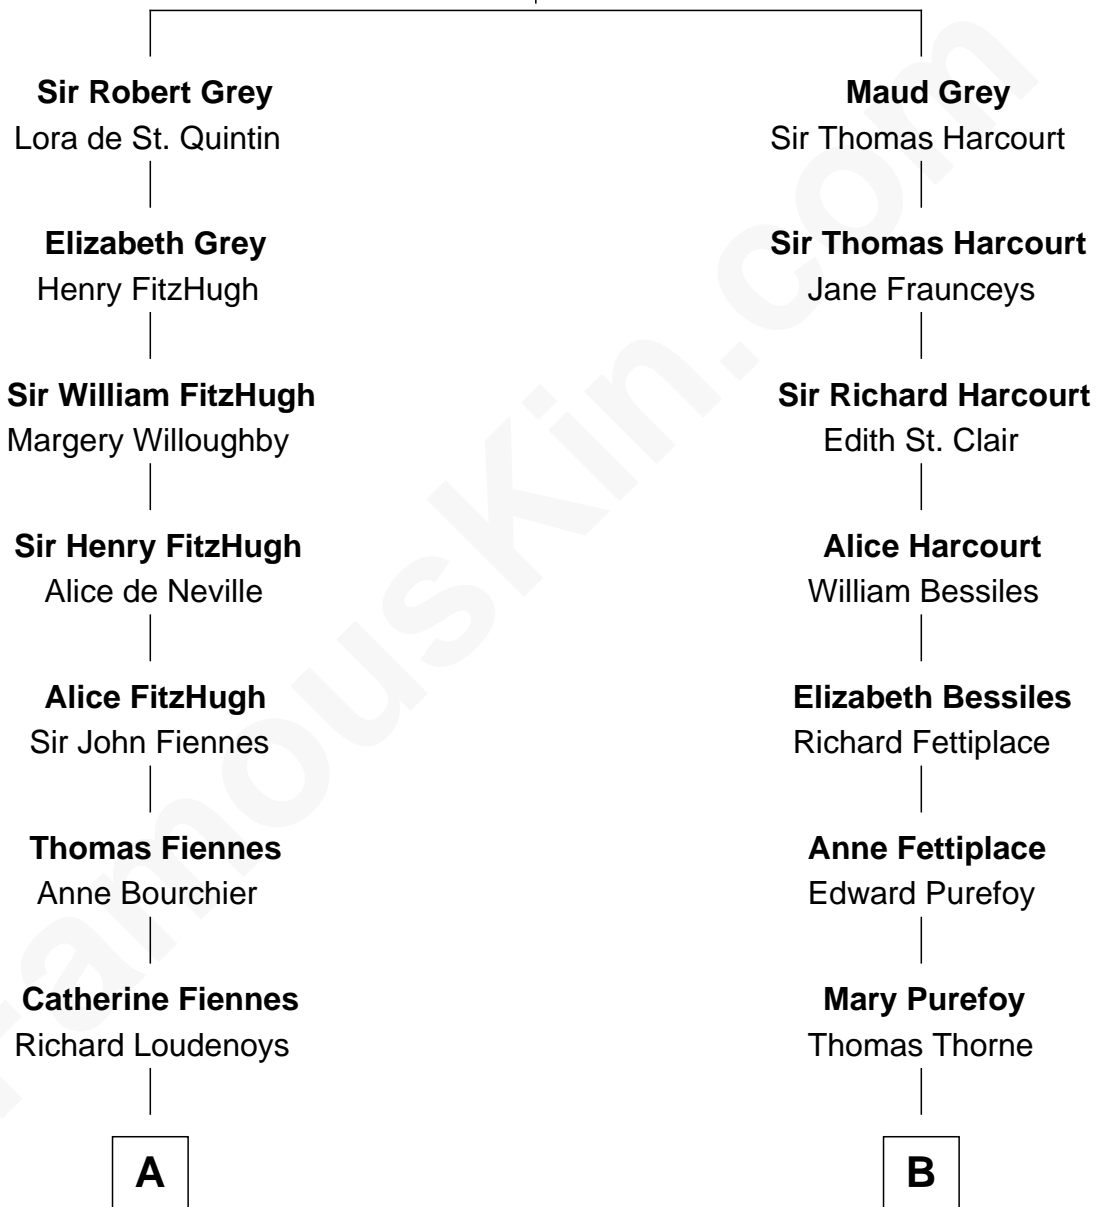 Sir Robert Grey
Lora de St. Quintin
Elizabeth Grey
Henry FitzHugh
Sir William FitzHugh
Margery Willoughby
Sir Henry FitzHugh
Alice de Neville
Alice FitzHugh
Sir John Fiennes
Thomas Fiennes
Anne Bourchier
Catherine Fiennes
Richard Loudenoys
A
Maud Grey
Sir Thomas Harcourt
Sir Thomas Harcourt
Jane Fraunceys
Sir Richard Harcourt
Edith St. Clair
Alice Harcourt
William Bessiles
Elizabeth Bessiles
Richard Fettiplace
Anne Fettiplace
Edward Purefoy
Mary Purefoy
Thomas Thorne
B
FamousKin.com